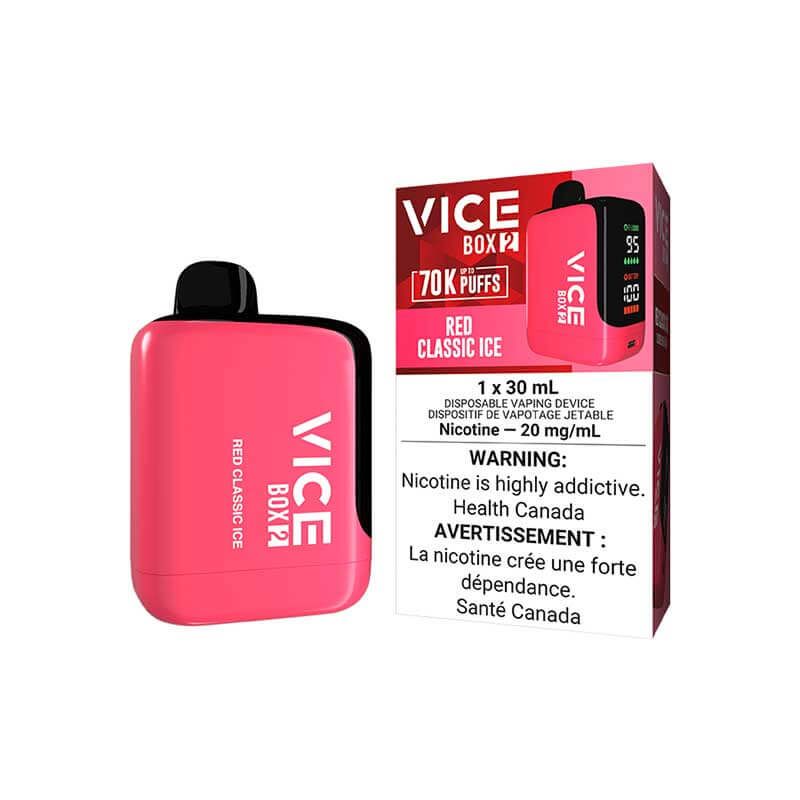 VICE
BOX 2
RED CLASSIC ICE
VICE
BOX 2
70K UP TO PUFFS
RED
CLASSIC ICE
VICE
BOX 2
95
100
1 x 30 mL
DISPOSABLE VAPING DEVICE
DISPOSITIF DE VAPOTAGE JETABLE
Nicotine — 20 mg/mL
WARNING:
Nicotine is highly addictive.
Health Canada
AVERTISSEMENT :
La nicotine crée une forte
dépendance.
Santé Canada
VICE